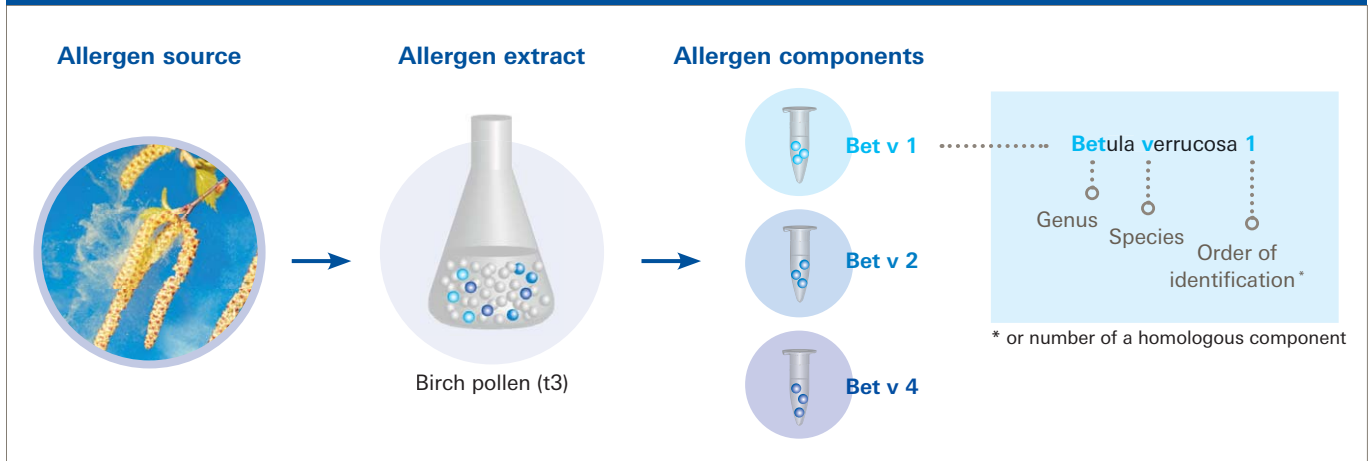 Allergen source
Allergen extract
Allergen components
Bet v 1
Betula verrucosa 1
Genus
Species
Order of
identification*
* or number of a homologous component
Bet v 2
Bet v 4
Birch pollen (t3)